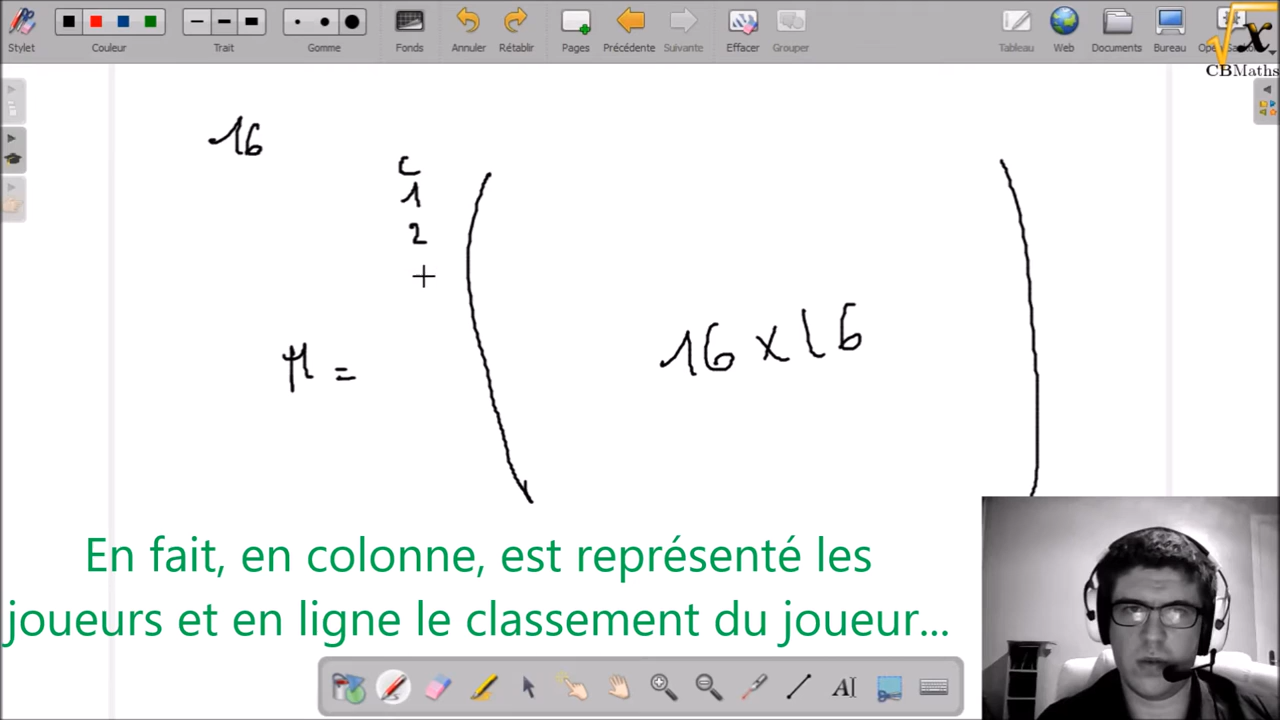 Stylet Couleur Trait Gomme Fonds Annuler Rétablir Pages Précédente Suivante Effacer Grouper Tableau Web Documents Bureau
√x
CBMaths
16
C
1
2
16 x 16
M =
En fait, en colonne, est représenté les
joueurs et en ligne le classement du joueur...
AI